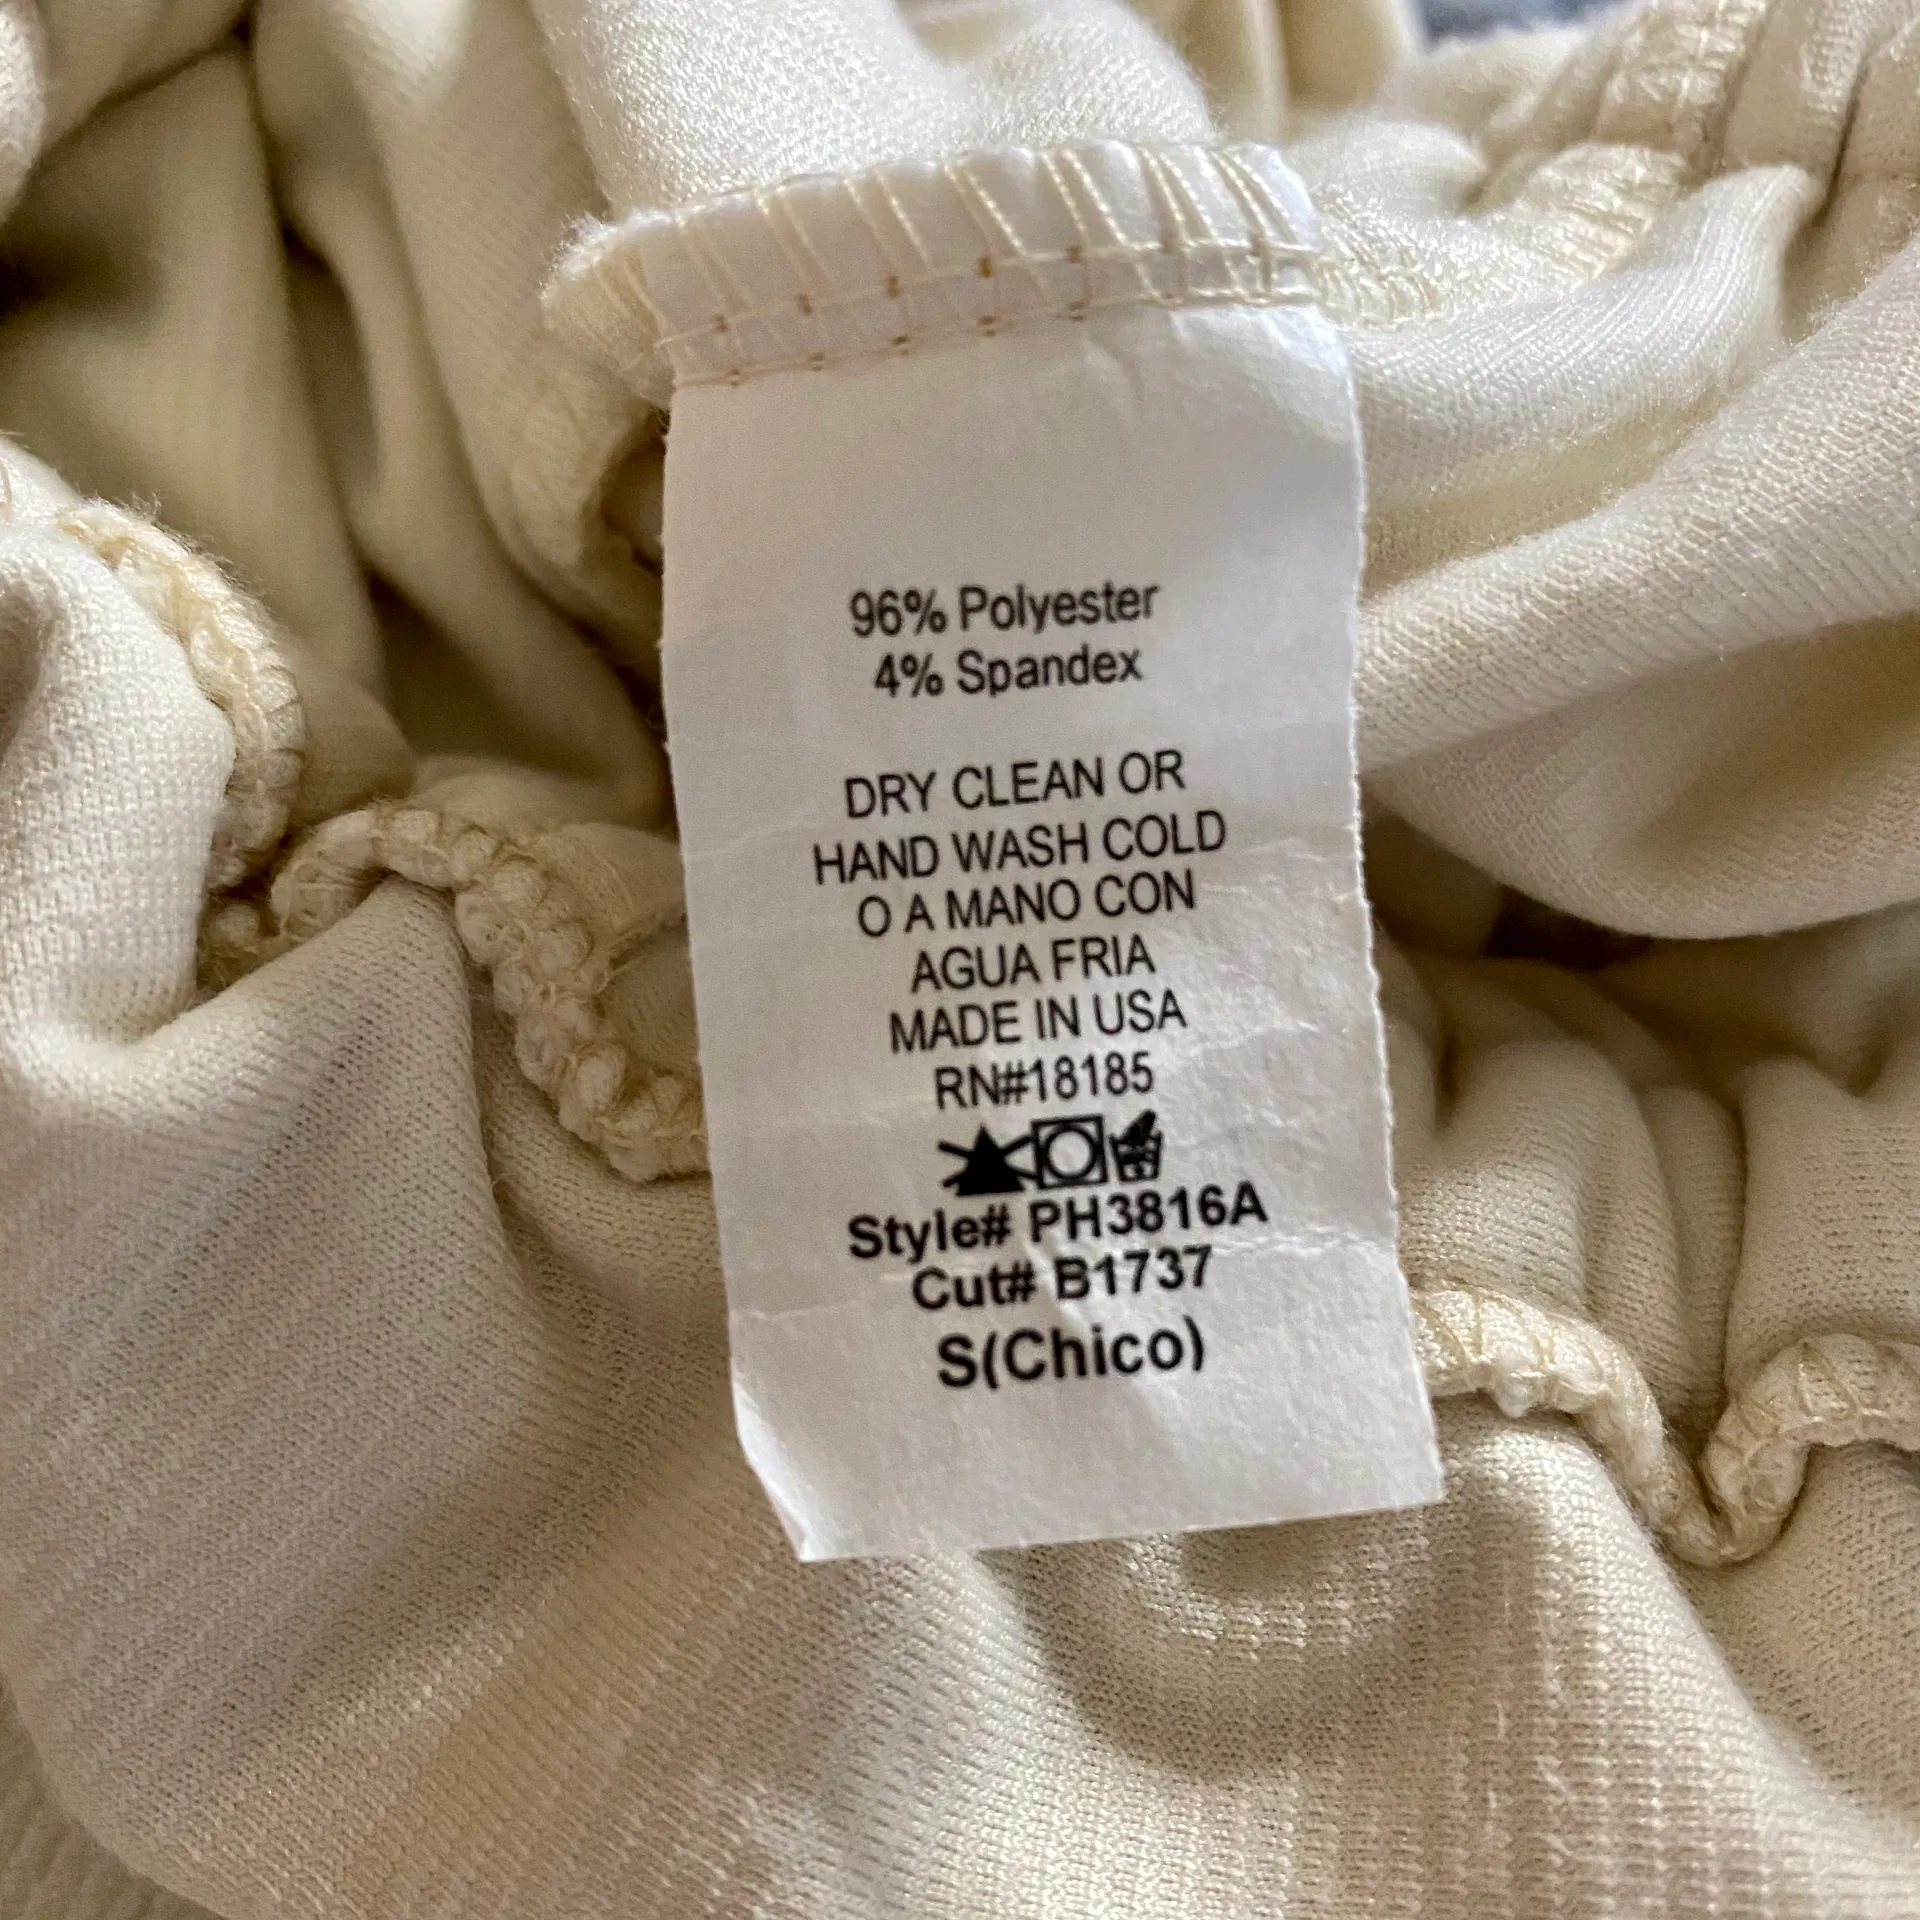 96% Polyester
4% Spandex
DRY CLEAN OR
HAND WASH COLD
O A MANO CON
AGUA FRIA
MADE IN USA
RN#18185
Style# PH3816A
Cut# B1737
S(Chico)